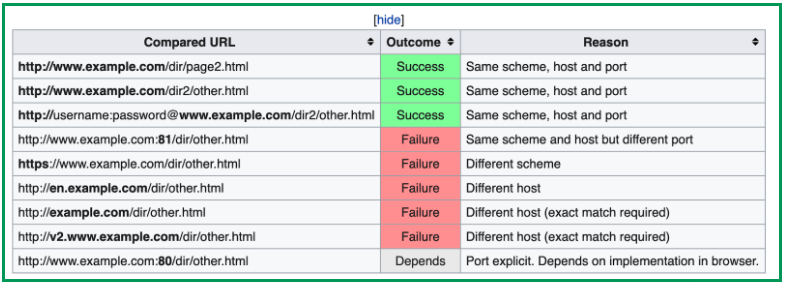 [hide]
Compared URL Outcome Reason
http://www.example.com/dir/page2.html Success Same scheme, host and port
http://www.example.com/dir2/other.html Success Same scheme, host and port
http://username:password@www.example.com/dir2/other.html Success Same scheme, host and port
http://www.example.com:81/dir/other.html Failure Same scheme and host but different port
https://www.example.com/dir/other.html Failure Different scheme
http://en.example.com/dir/other.html Failure Different host
http://example.com/dir/other.html Failure Different host (exact match required)
http://v2.www.example.com/dir/other.html Failure Different host (exact match required)
http://www.example.com:80/dir/other.html Depends Port explicit. Depends on implementation in browser.